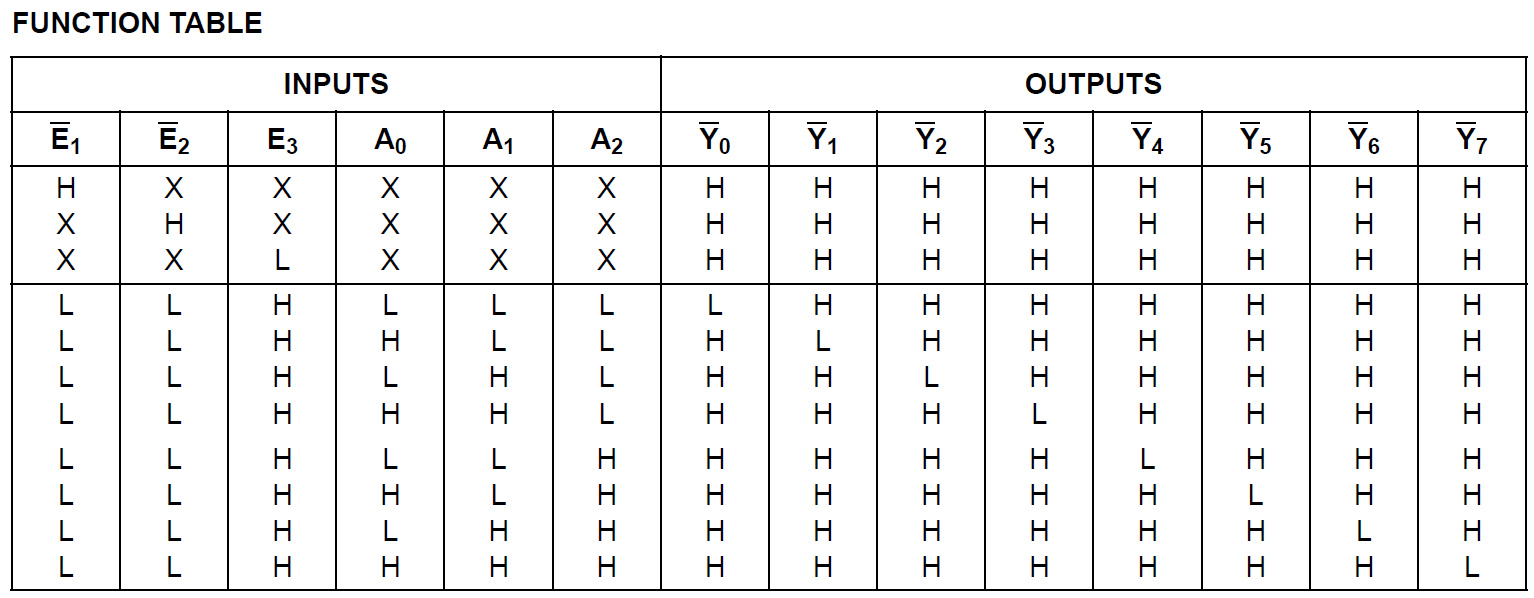 FUNCTION TABLE
INPUTS OUTPUTS
E̅1 E̅2 E3 A0 A1 A2 Y̅0 Y̅1 Y̅2 Y̅3 Y̅4 Y̅5 Y̅6 Y̅7
H X X X X X H H H H H H H H
X H X X X X H H H H H H H H
X X L X X X H H H H H H H H
L L H L L L L H H H H H H H
L L H H L L H L H H H H H H
L L H L H L H H L H H H H H
L L H H H L H H H L H H H H
L L H L L H H H H H L H H H
L L H H L H H H H H H L H H
L L H L H H H H H H H H L H
L L H H H H H H H H H H H L